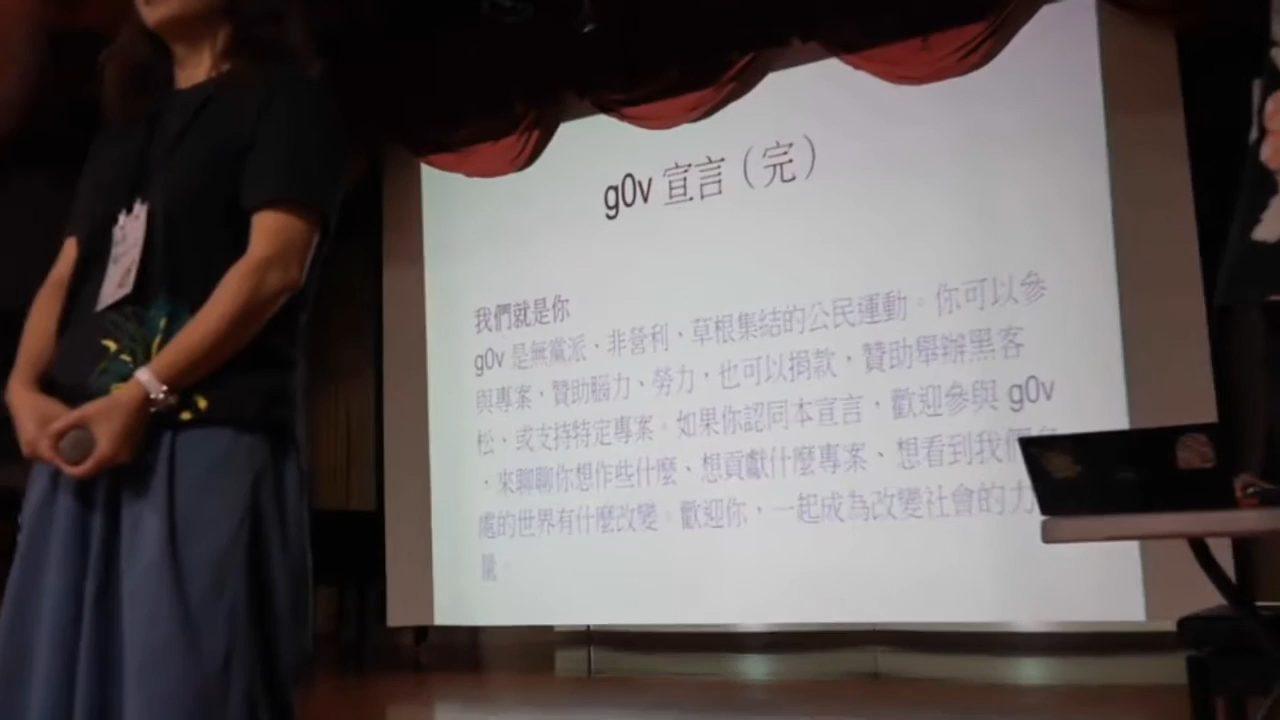 g0v 宣言（完）
我們就是你
g0v 是無黨派、非營利、草根集結的公民運動。你可以參
與專案，贊助腦力、勞力，也可以捐款，贊助舉辦黑客
松、或支持特定專案。如果你認同本宣言，歡迎參與 g0v
，來聊聊你想作些什麼、想貢獻什麼專案、想看到我們
處的世界有什麼改變。歡迎你，一起成為改變社會的力
量。